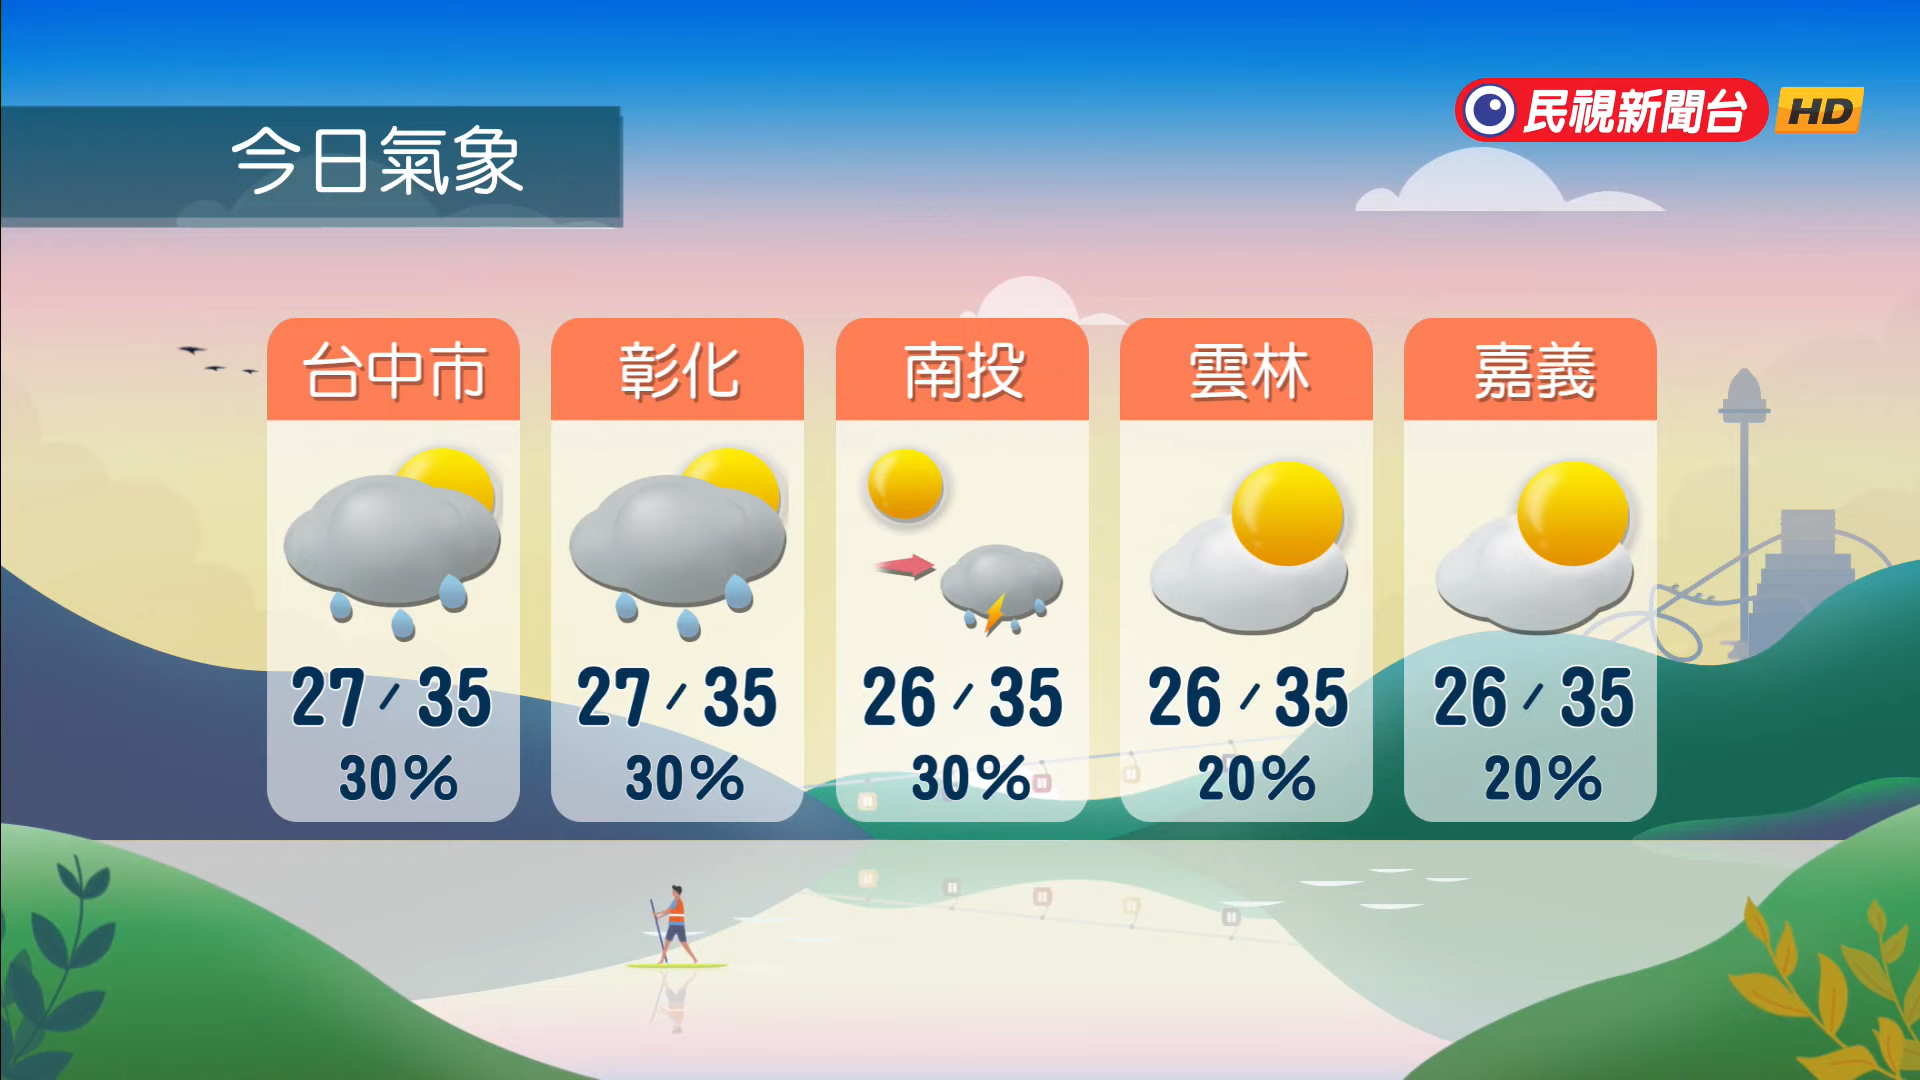 民視新聞台 HD
今日氣象
台中市 彰化 南投 雲林 嘉義
27/35 27/35 26/35 26/35 26/35
30% 30% 30% 20% 20%